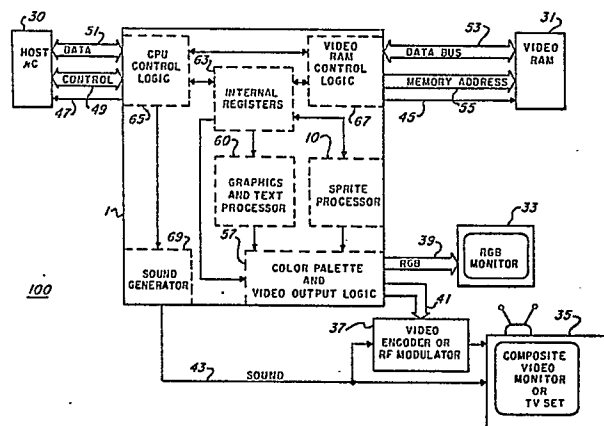 30
HOST
µC
51
DATA
CONTROL
47
49
CPU
CONTROL
LOGIC
65
63
INTERNAL
REGISTERS
VIDEO
RAM
CONTROL
LOGIC
67
53
DATA BUS
MEMORY ADDRESS
45
55
31
VIDEO
RAM
60
GRAPHICS
AND TEXT
PROCESSOR
10
SPRITE
PROCESSOR
1
69
SOUND
GENERATOR
57
COLOR PALETTE
AND
VIDEO OUTPUT LOGIC
39
RGB
33
RGB
MONITOR
41
100
37
VIDEO
ENCODER OR
RF MODULATOR
35
COMPOSITE
VIDEO
MONITOR
OR
TV SET
43
SOUND